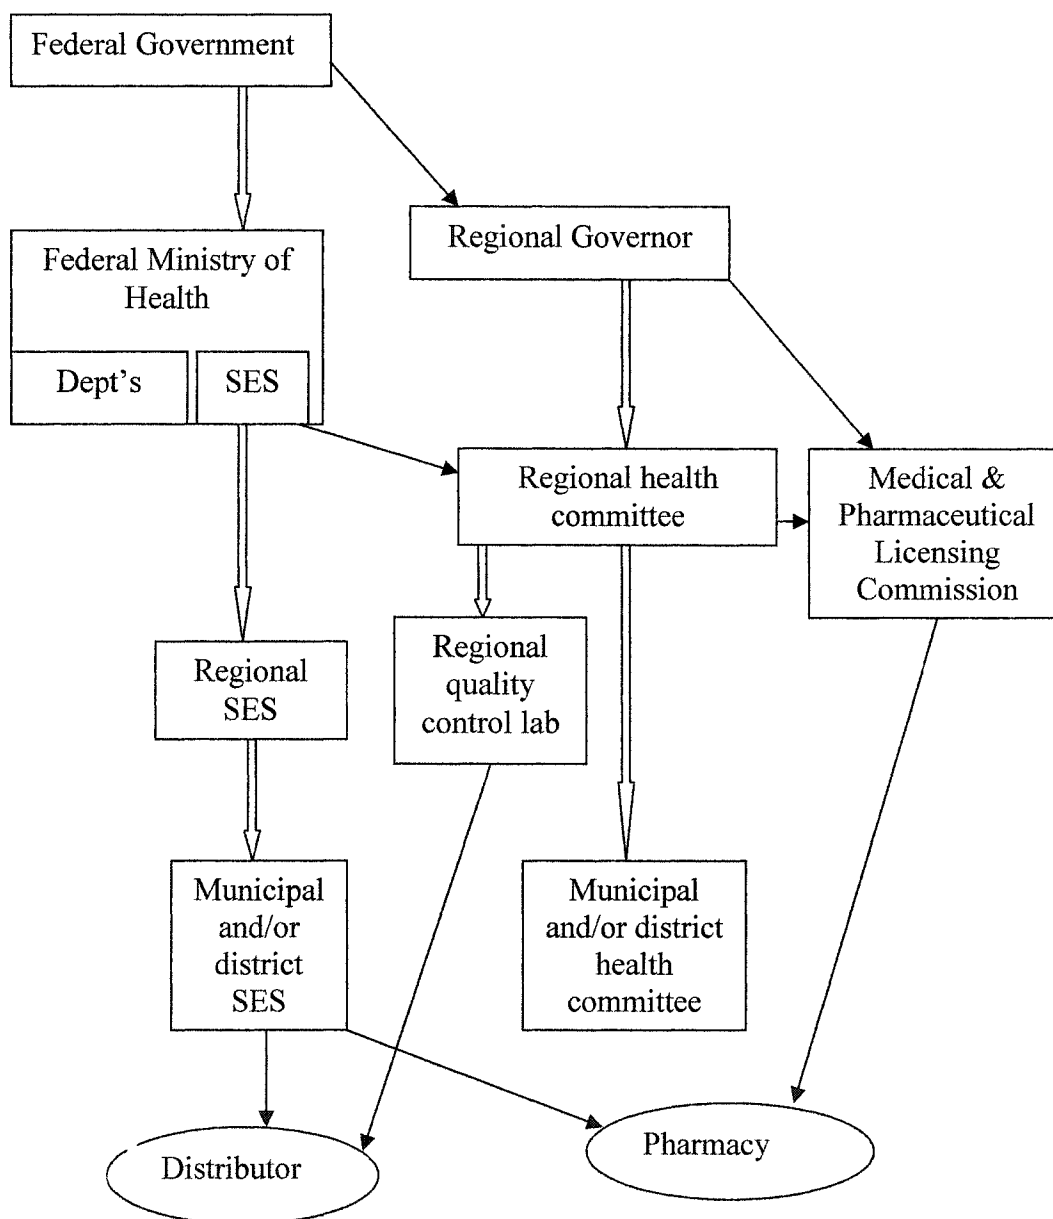 Federal Government
Regional Governor
Federal Ministry of
Health
Dept's
SES
Regional health
committee
Medical &
Pharmaceutical
Licensing
Commission
Regional
SES
Regional
quality
control lab
Municipal
and/or
district
SES
Municipal
and/or district
health
committee
Distributor
Pharmacy